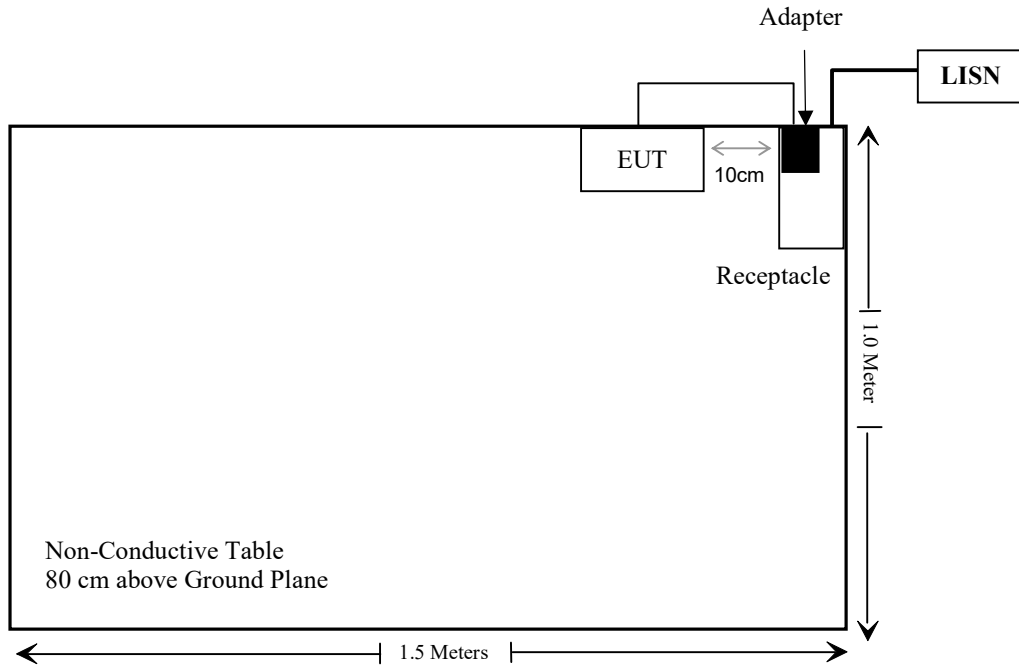 Adapter
LISN
EUT
10cm
Receptacle
1.0 Meter
Non-Conductive Table
80 cm above Ground Plane
1.5 Meters